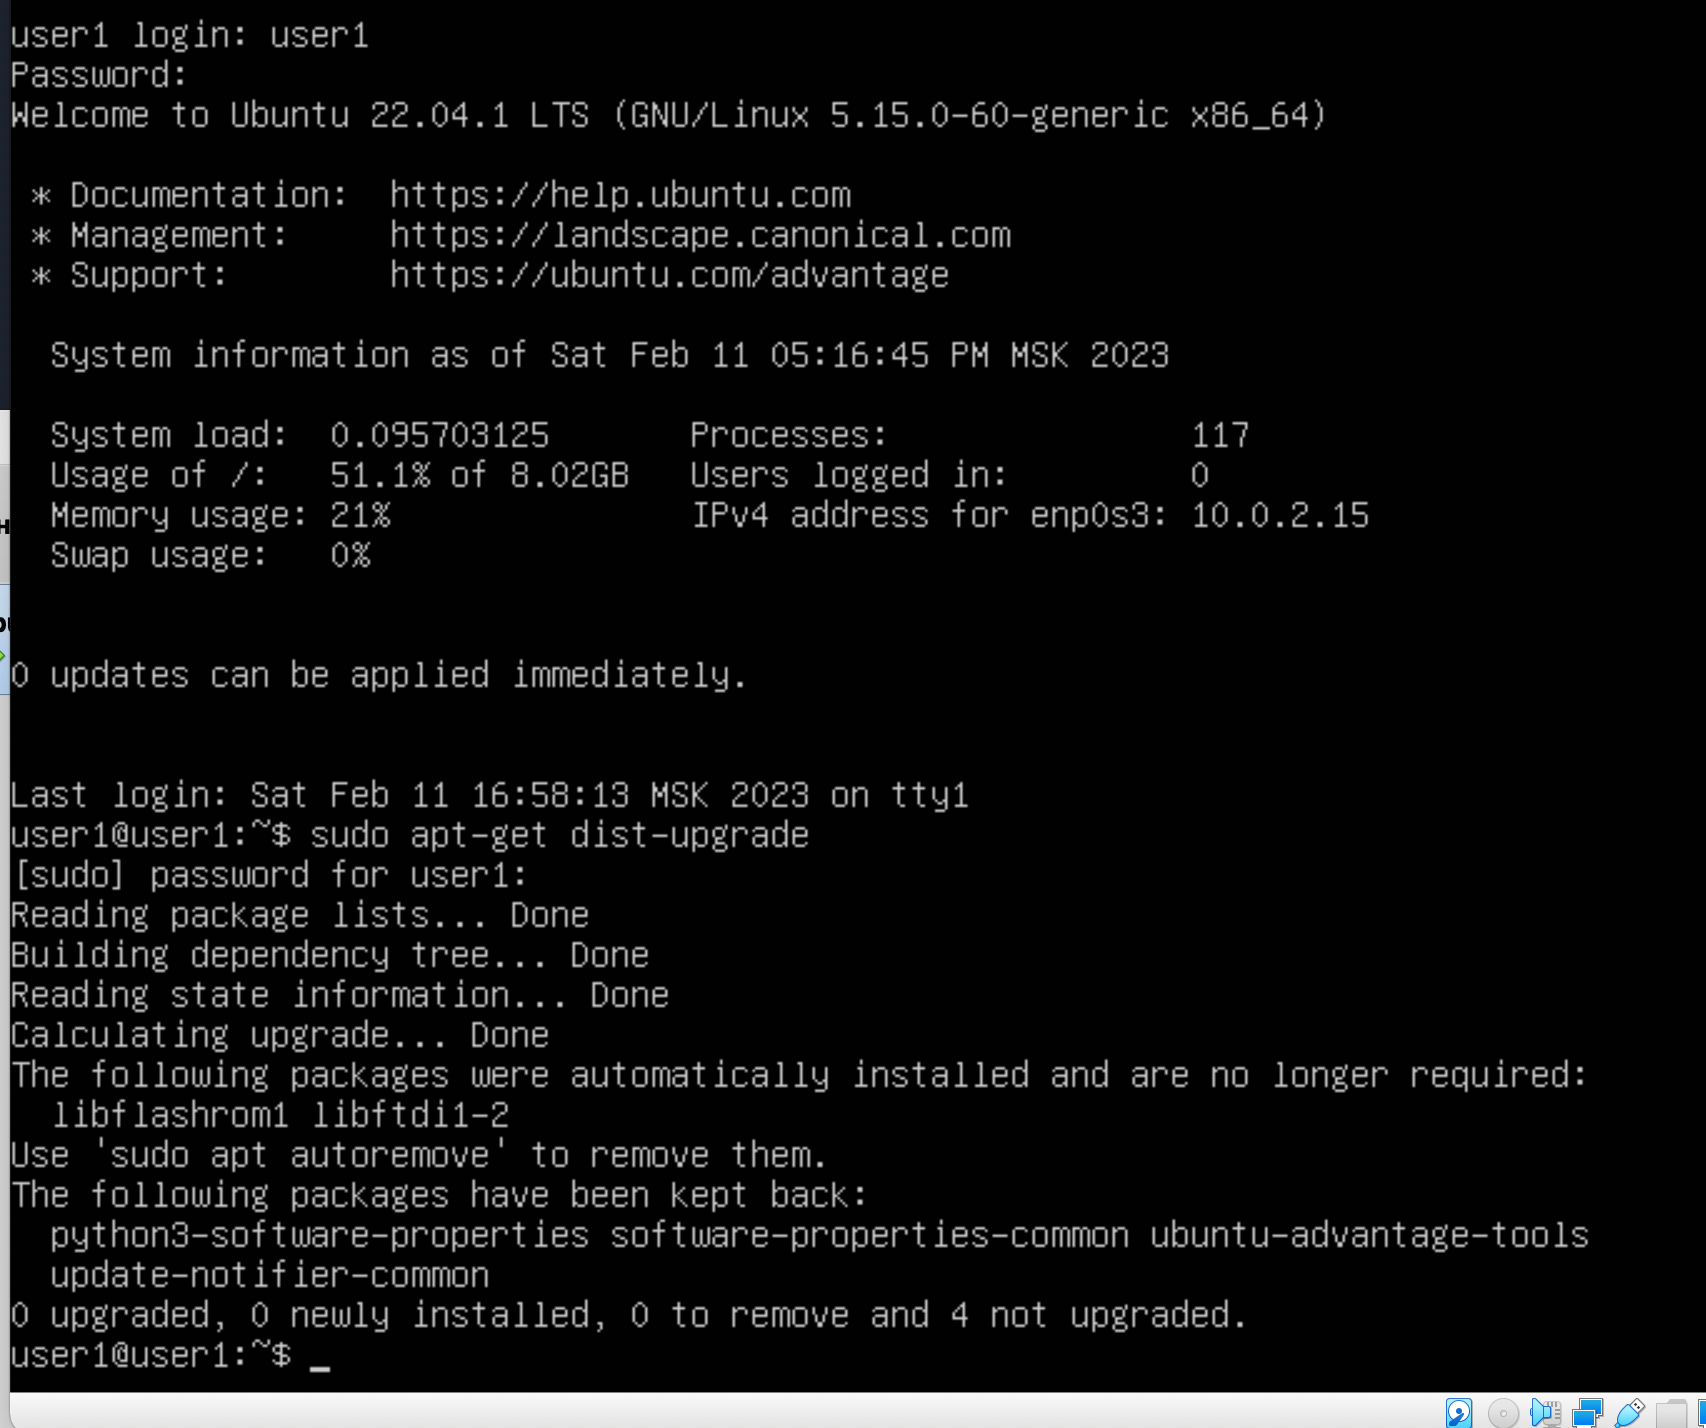 user1 login: user1
Password:
Welcome to Ubuntu 22.04.1 LTS (GNU/Linux 5.15.0-60-generic x86_64)
* Documentation:  https://help.ubuntu.com
* Management:     https://landscape.canonical.com
* Support:        https://ubuntu.com/advantage
System information as of Sat Feb 11 05:16:45 PM MSK 2023
System load:  0.095703125       Processes:               117
Usage of /:   51.1% of 8.02GB   Users logged in:         0
Memory usage: 21%               IPv4 address for enp0s3: 10.0.2.15
Swap usage:   0%
0 updates can be applied immediately.
Last login: Sat Feb 11 16:58:13 MSK 2023 on tty1
user1@user1:~$ sudo apt-get dist-upgrade
[sudo] password for user1:
Reading package lists... Done
Building dependency tree... Done
Reading state information... Done
Calculating upgrade... Done
The following packages were automatically installed and are no longer required:
libflashrom1 libftdi1-2
Use 'sudo apt autoremove' to remove them.
The following packages have been kept back:
python3-software-properties software-properties-common ubuntu-advantage-tools
update-notifier-common
0 upgraded, 0 newly installed, 0 to remove and 4 not upgraded.
user1@user1:~$ _